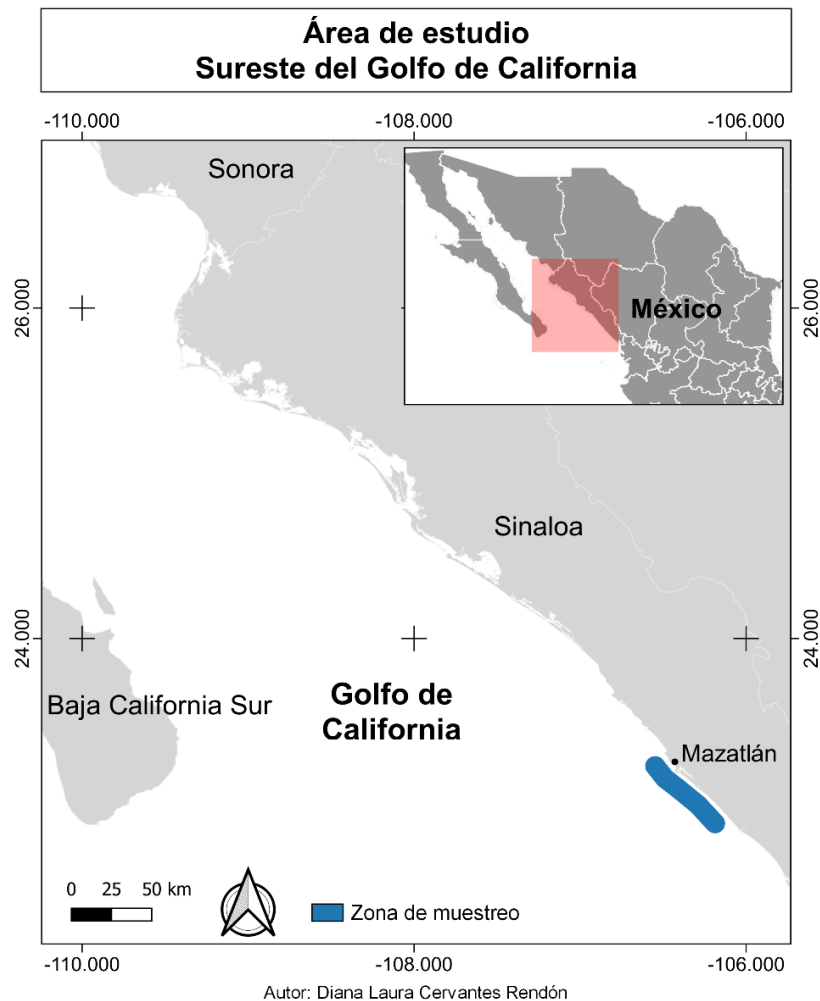 Área de estudio
Sureste del Golfo de California
-110.000
-108.000
-106.000
Sonora
26.000
México
26.000
Sinaloa
24.000
24.000
Baja California Sur
Golfo de
California
Mazatlán
0 25 50 km
Zona de muestreo
-110.000
-108.000
-106.000
Autor: Diana Laura Cervantes Rendón